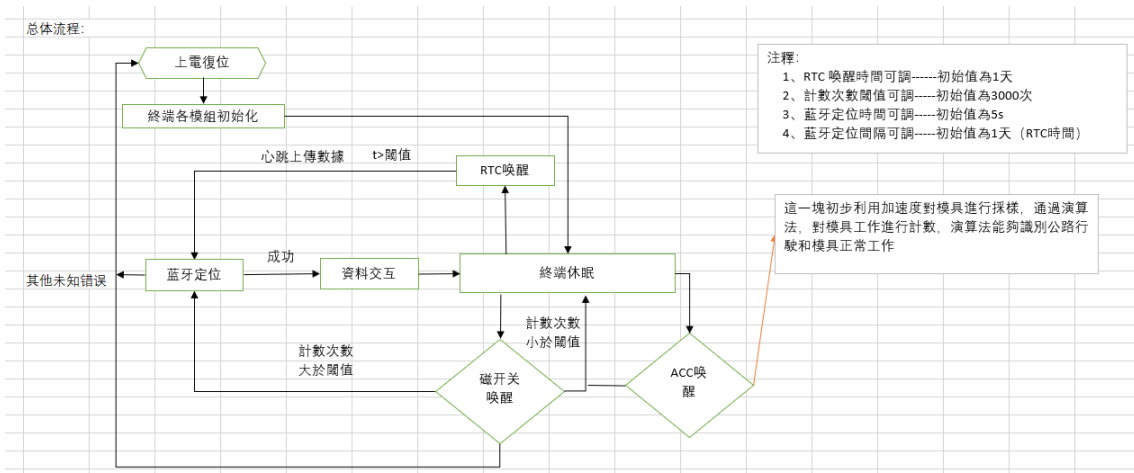 总体流程:
上電復位
終端各模組初始化
注釋:
1、RTC 喚醒時間可調------初始值為1天
2、計數次數閾值可調-----初始值為3000次
3、藍牙定位時間可調-----初始值為5s
4、藍牙定位間隔可調-----初始值為1天（RTC時間）
心跳上傳數據
t>閾值
RTC喚醒
這一塊初步利用加速度對模具進行採樣，通過演算
法，對模具工作進行計數，演算法能夠識別公路行
駛和模具正常工作
其他未知错误
蓝牙定位
成功
資料交互
終端休眠
計數次數
小於閾值
計數次數
大於閾值
磁开关
唤醒
ACC唤
醒